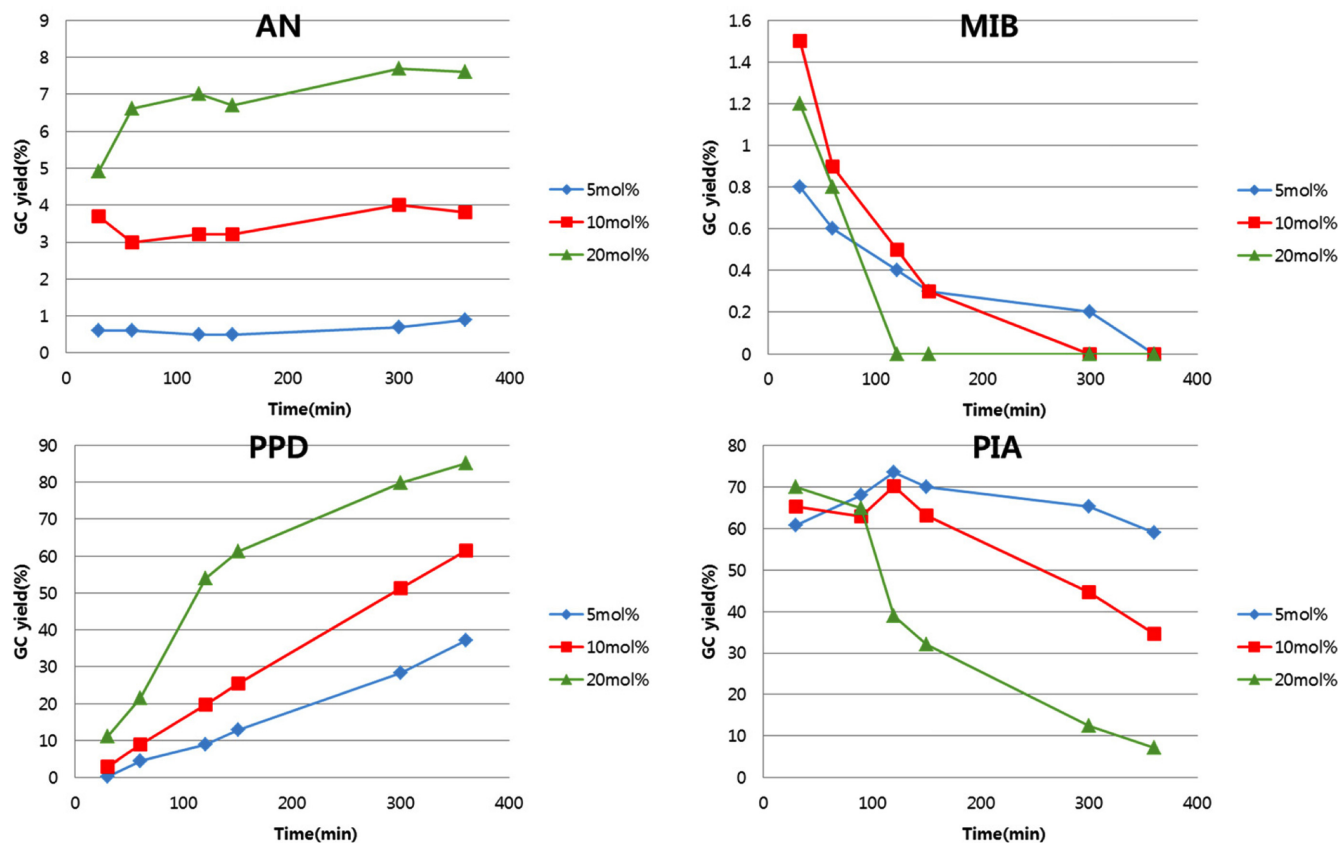 AN
9
8
7
6
5
4
3
2
1
0
GC yield(%)
0 100 200 300 400
Time(min)
5mol%
10mol%
20mol%
MIB
1.6
1.4
1.2
1
0.8
0.6
0.4
0.2
0
GC yield(%)
0 100 200 300 400
Time(min)
5mol%
10mol%
20mol%
PPD
90
80
70
60
50
40
30
20
10
0
GC yield(%)
0 100 200 300 400
Time(min)
5mol%
10mol%
20mol%
PIA
80
70
60
50
40
30
20
10
0
GC yield(%)
0 100 200 300 400
Time(min)
5mol%
10mol%
20mol%